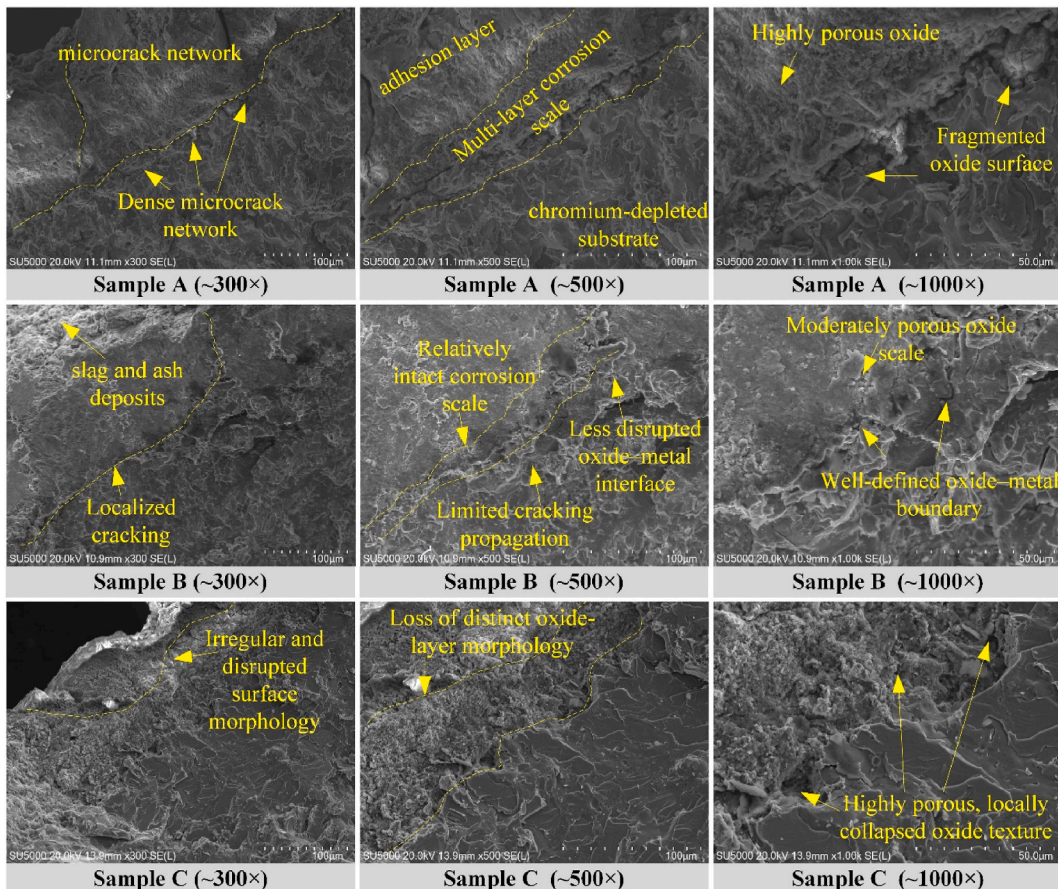 microcrack network
Dense microcrack
network
SU5000 20.0kV 11.1mm x300 SE(L)
100µm
Sample A (~300×)
adhesion layer
Multi-layer corrosion
scale
chromium-depleted
substrate
SU5000 20.0kV 11.1mm x500 SE(L)
100µm
Sample A (~500×)
Highly porous oxide
Fragmented
oxide surface
SU5000 20.0kV 11.1mm x1.00k SE(L)
50.0µm
Sample A (~1000×)
slag and ash
deposits
Localized
cracking
SU5000 20.0kV 10.9mm x300 SE(L)
100µm
Sample B (~300×)
Relatively
intact corrosion
scale
Less disrupted
oxide–metal
interface
Limited cracking
propagation
SU5000 20.0kV 10.9mm x500 SE(L)
100µm
Sample B (~500×)
Moderately porous oxide
scale
Well-defined oxide–metal
boundary
SU5000 20.0kV 10.9mm x1.00k SE(L)
50.0µm
Sample B (~1000×)
Irregular and
disrupted
surface
morphology
SU5000 20.0kV 13.9mm x300 SE(L)
100µm
Sample C (~300×)
Loss of distinct oxide-
layer morphology
SU5000 20.0kV 13.9mm x500 SE(L)
100µm
Sample C (~500×)
Highly porous, locally
collapsed oxide texture
SU5000 20.0kV 13.9mm x1.00k SE(L)
50.0µm
Sample C (~1000×)